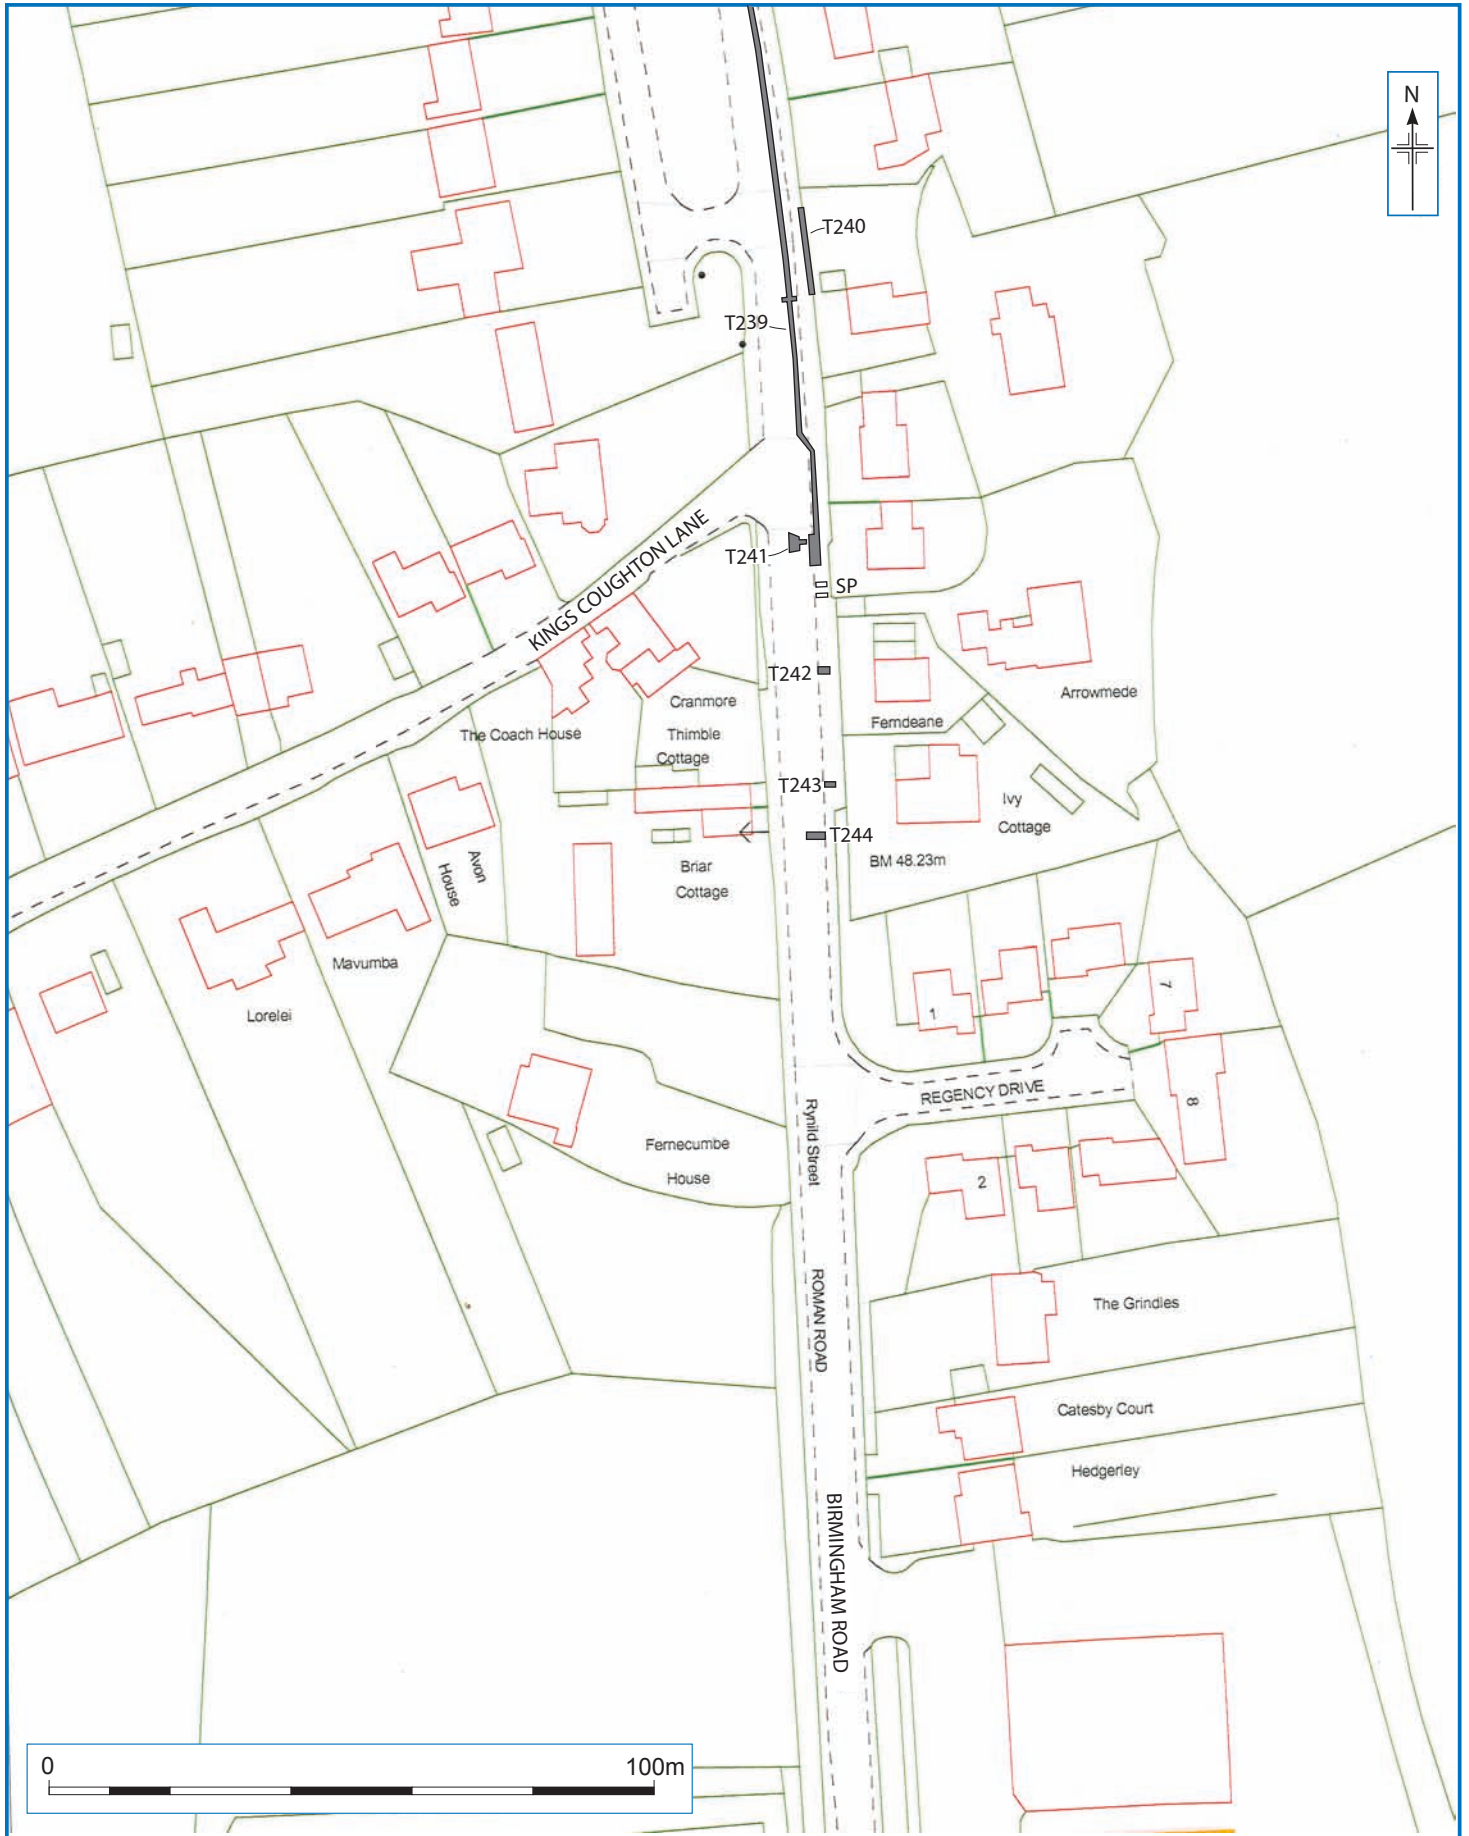 N
T240
T239
KINGS COUGHTON LANE
T241
SP
T242
Cranmore
Arrowmede
Ferndeane
The Coach House
Thimble
Cottage
T243
Ivy
Cottage
T244
BM 48.23m
Briar
Cottage
Avon
House
Mavumba
Lorelei
1
7
REGENCY DRIVE
8
Rynild Street
Fernecumbe
House
2
ROMAN ROAD
The Grindles
Catesby Court
Hedgerley
BIRMINGHAM ROAD
0 100m